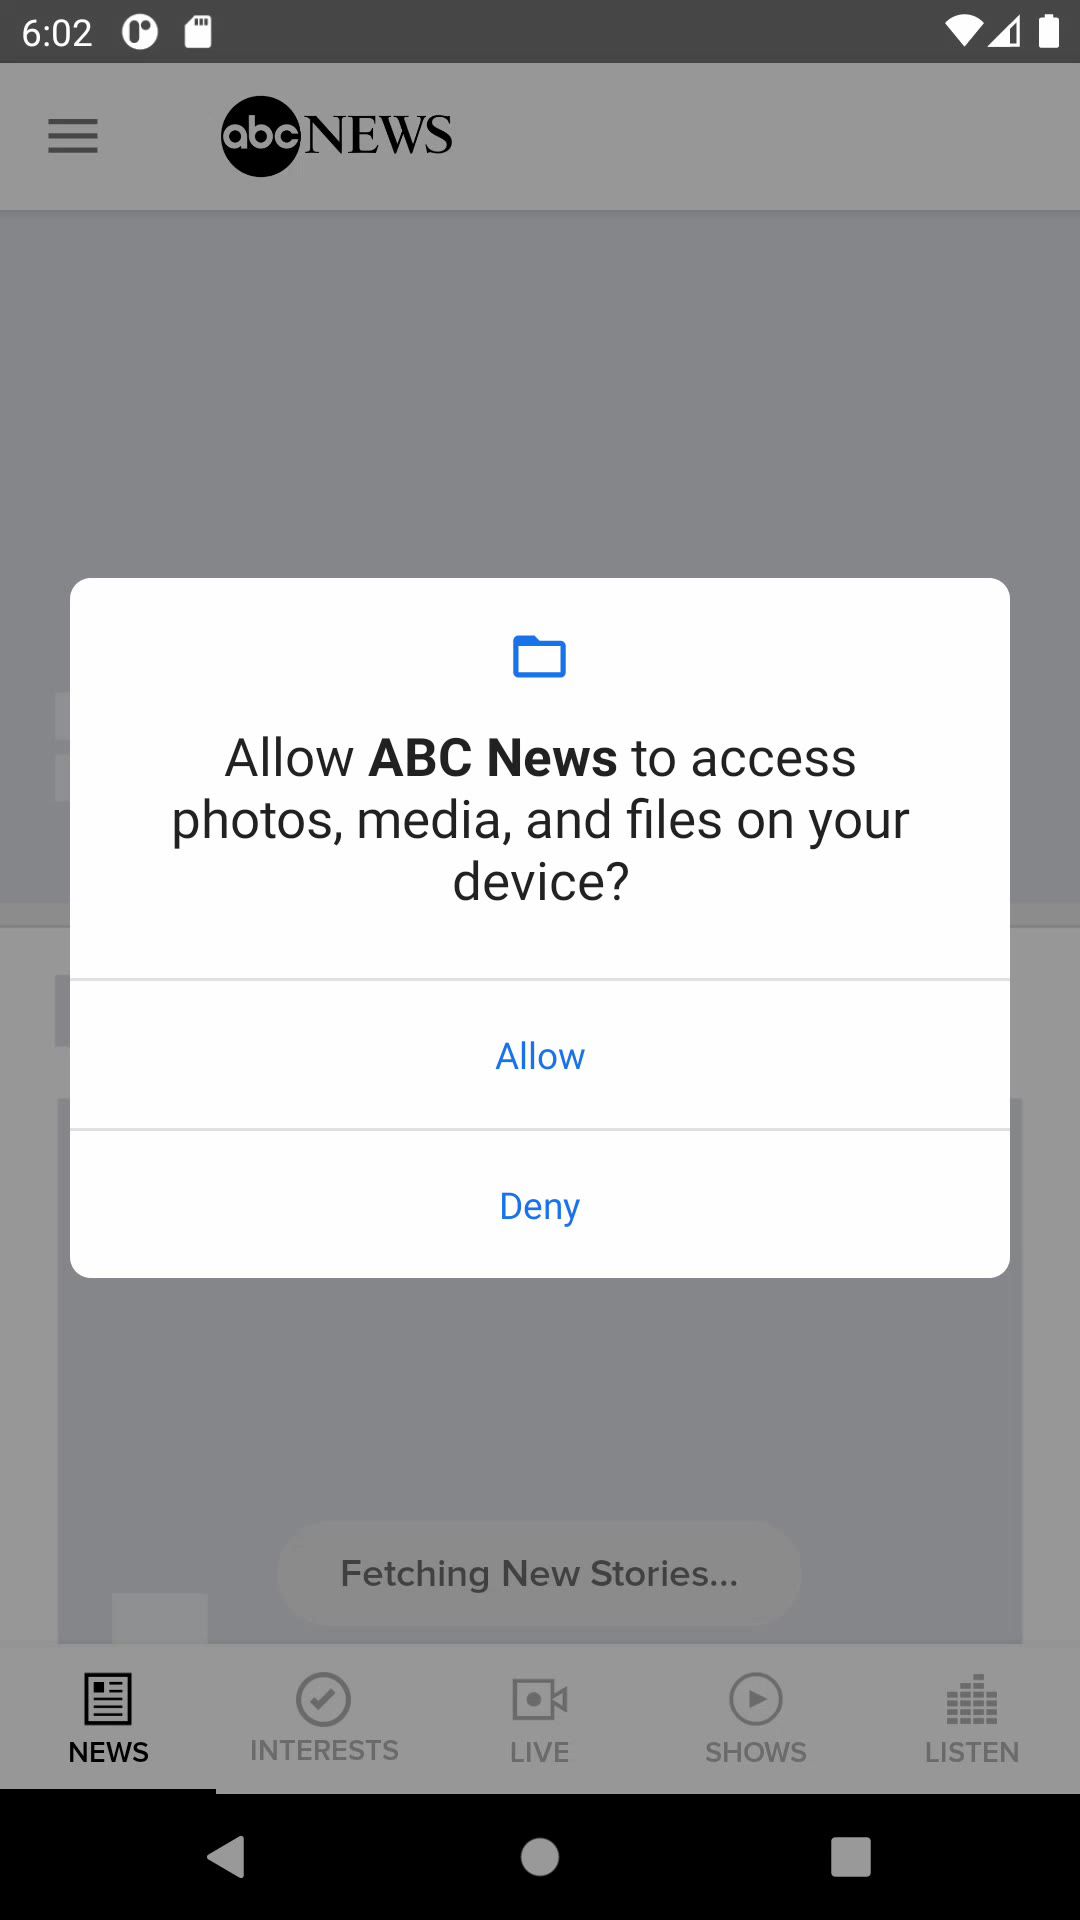 6:02
abc NEWS
Allow ABC News to access
photos, media, and files on your
device?
Allow
Deny
Fetching New Stories...
NEWS
INTERESTS
LIVE
SHOWS
LISTEN